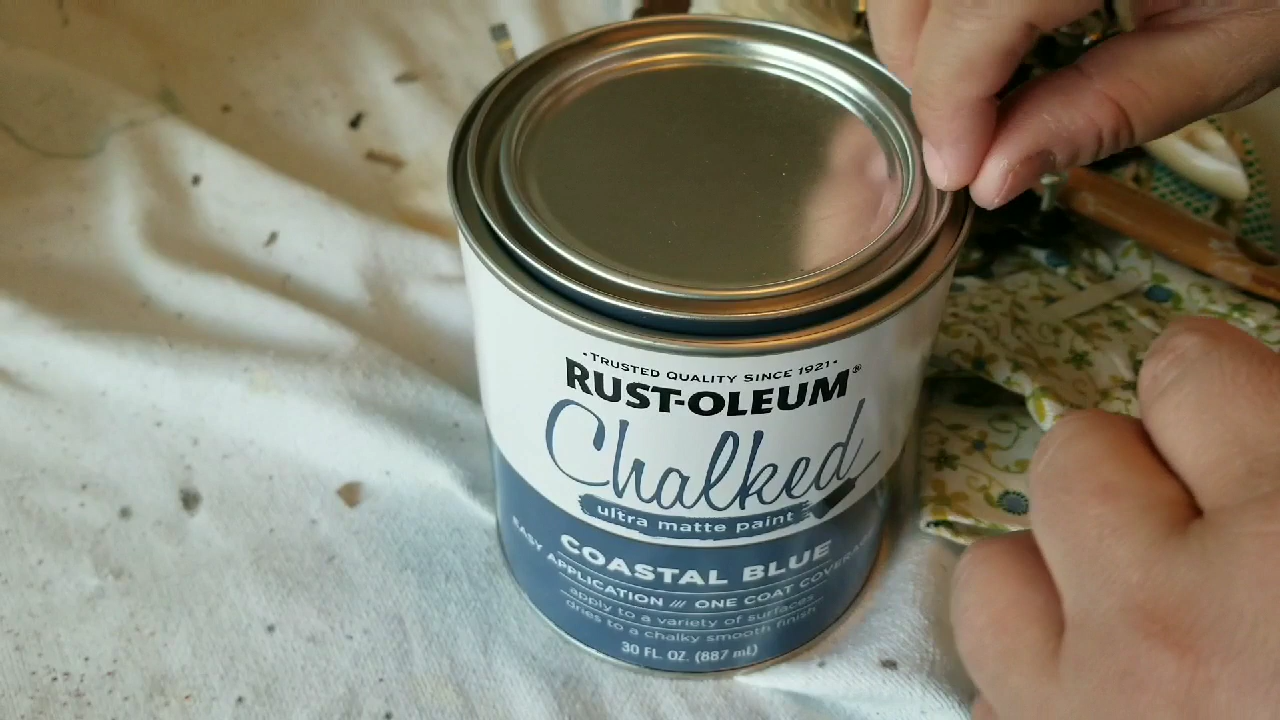 •TRUSTED QUALITY SINCE 1921•
RUST-OLEUM®
Chalked
ultra matte paint
COASTAL BLUE
EASY APPLICATION /// ONE COAT COVERAGE
apply to a variety of surfaces
dries to a chalky smooth finish
30 FL. OZ. (887 mL)